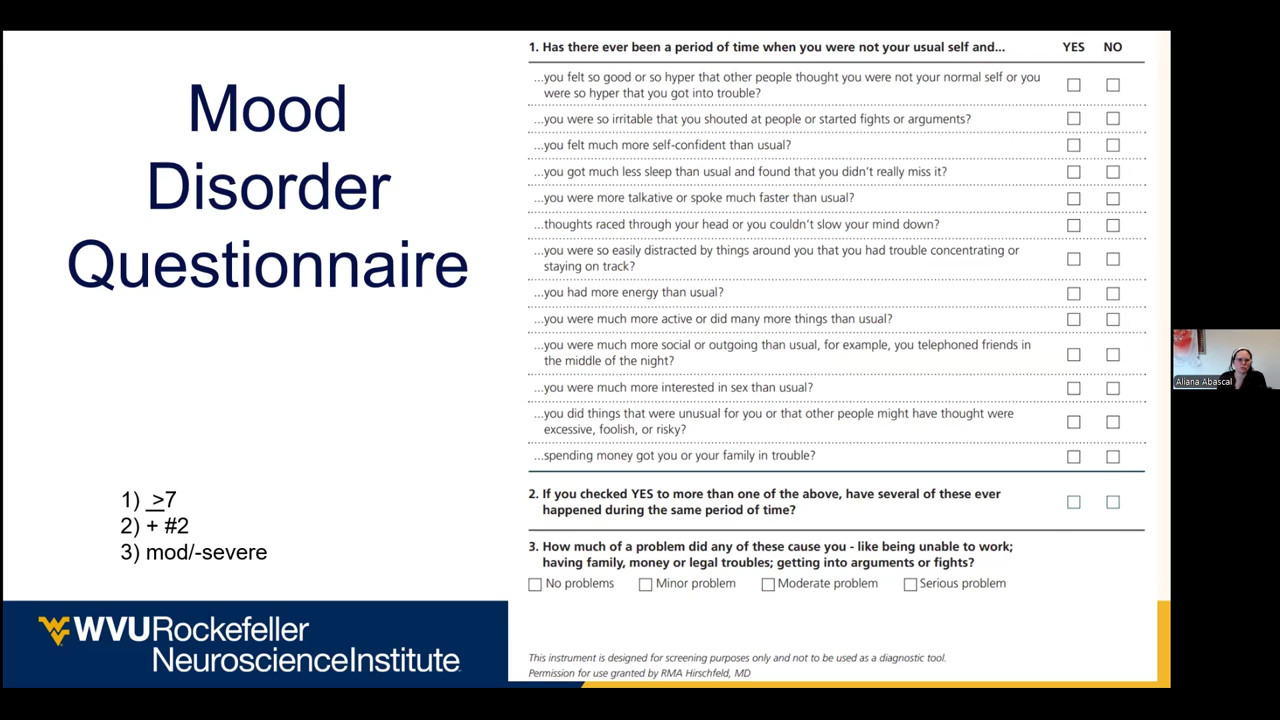 Mood
Disorder
Questionnaire
1) >7
2) + #2
3) mod/-severe
WVU Rockefeller
NeuroscienceInstitute
1. Has there ever been a period of time when you were not your usual self and... YES NO
...you felt so good or so hyper that other people thought you were not your normal self or you
were so hyper that you got into trouble?
...you were so irritable that you shouted at people or started fights or arguments?
...you felt much more self-confident than usual?
...you got much less sleep than usual and found that you didn't really miss it?
...you were more talkative or spoke much faster than usual?
...thoughts raced through your head or you couldn't slow your mind down?
...you were so easily distracted by things around you that you had trouble concentrating or
staying on track?
...you had more energy than usual?
...you were much more active or did many more things than usual?
...you were much more social or outgoing than usual, for example, you telephoned friends in
the middle of the night?
...you were much more interested in sex than usual?
...you did things that were unusual for you or that other people might have thought were
excessive, foolish, or risky?
...spending money got you or your family in trouble?
2. If you checked YES to more than one of the above, have several of these ever
happened during the same period of time?
3. How much of a problem did any of these cause you - like being unable to work;
having family, money or legal troubles; getting into arguments or fights?
No problems Minor problem Moderate problem Serious problem
This instrument is designed for screening purposes only and not to be used as a diagnostic tool.
Permission for use granted by RMA Hirschfeld, MD
Aliana Abascal